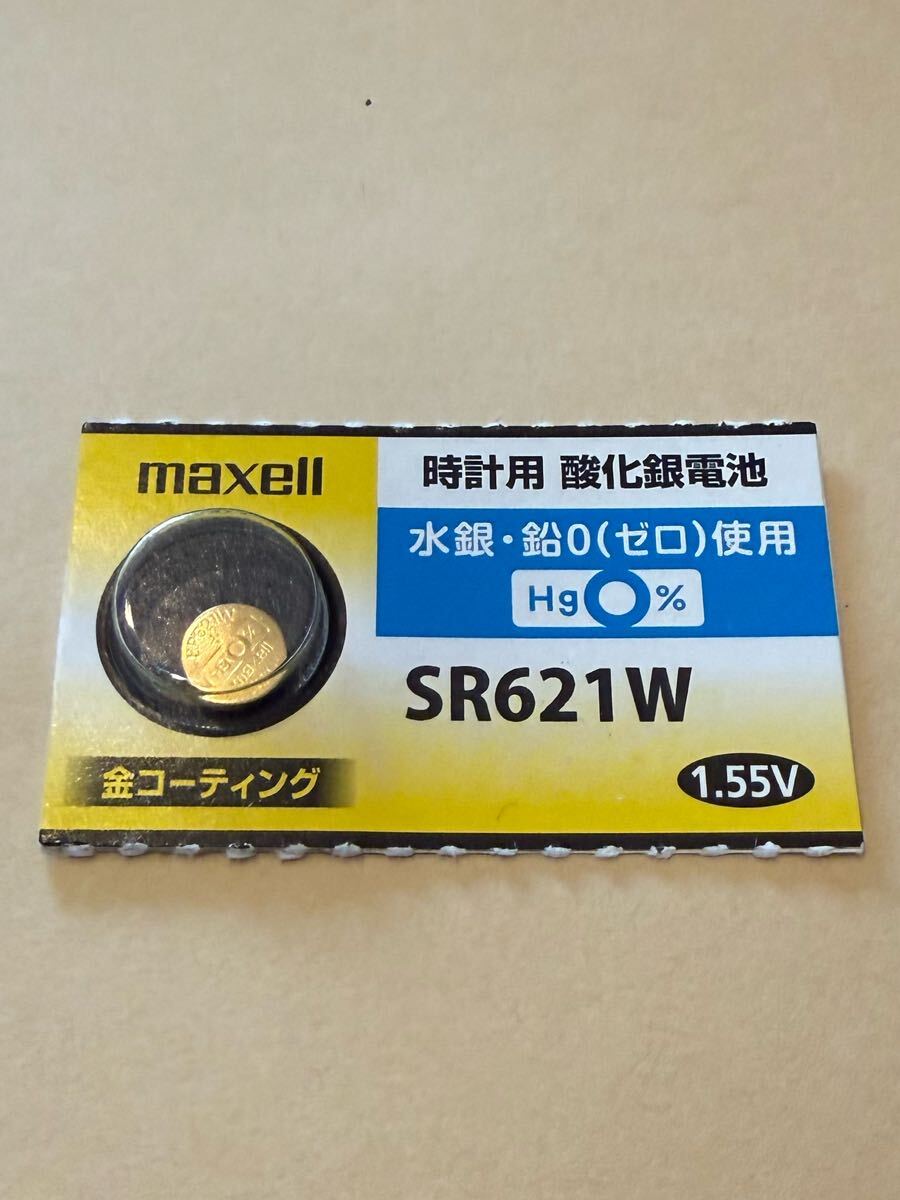 maxell
時計用 酸化銀電池
水銀・鉛0(ゼロ)使用
Hg0%
SR621W
金コーティング
1.55V